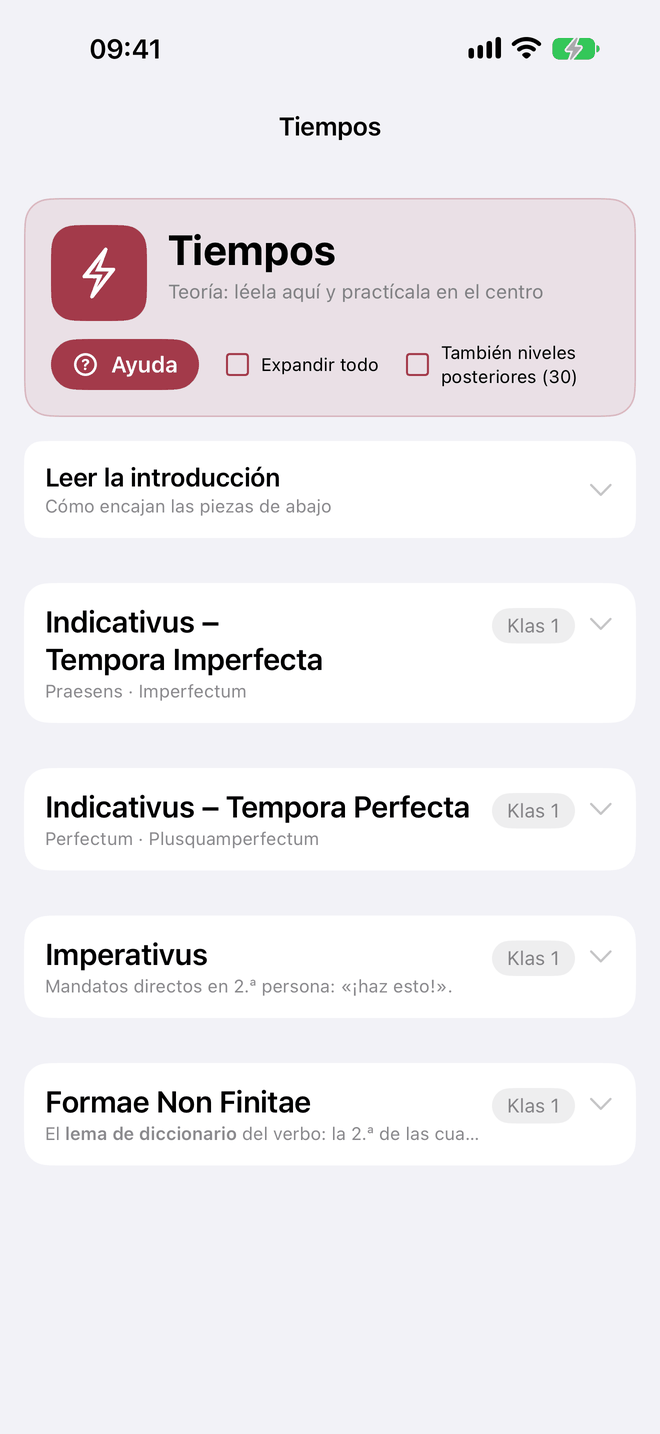 09:41
Tiempos
Tiempos
Teoría: léela aquí y practícala en el centro
Ayuda
Expandir todo
También niveles
posteriores (30)
Leer la introducción
Cómo encajan las piezas de abajo
Indicativus –
Tempora Imperfecta
Klas 1
Praesens · Imperfectum
Indicativus – Tempora Perfecta
Klas 1
Perfectum · Plusquamperfectum
Imperativus
Klas 1
Mandatos directos en 2.ª persona: «¡haz esto!».
Formae Non Finitae
Klas 1
El lema de diccionario del verbo: la 2.ª de las cua...